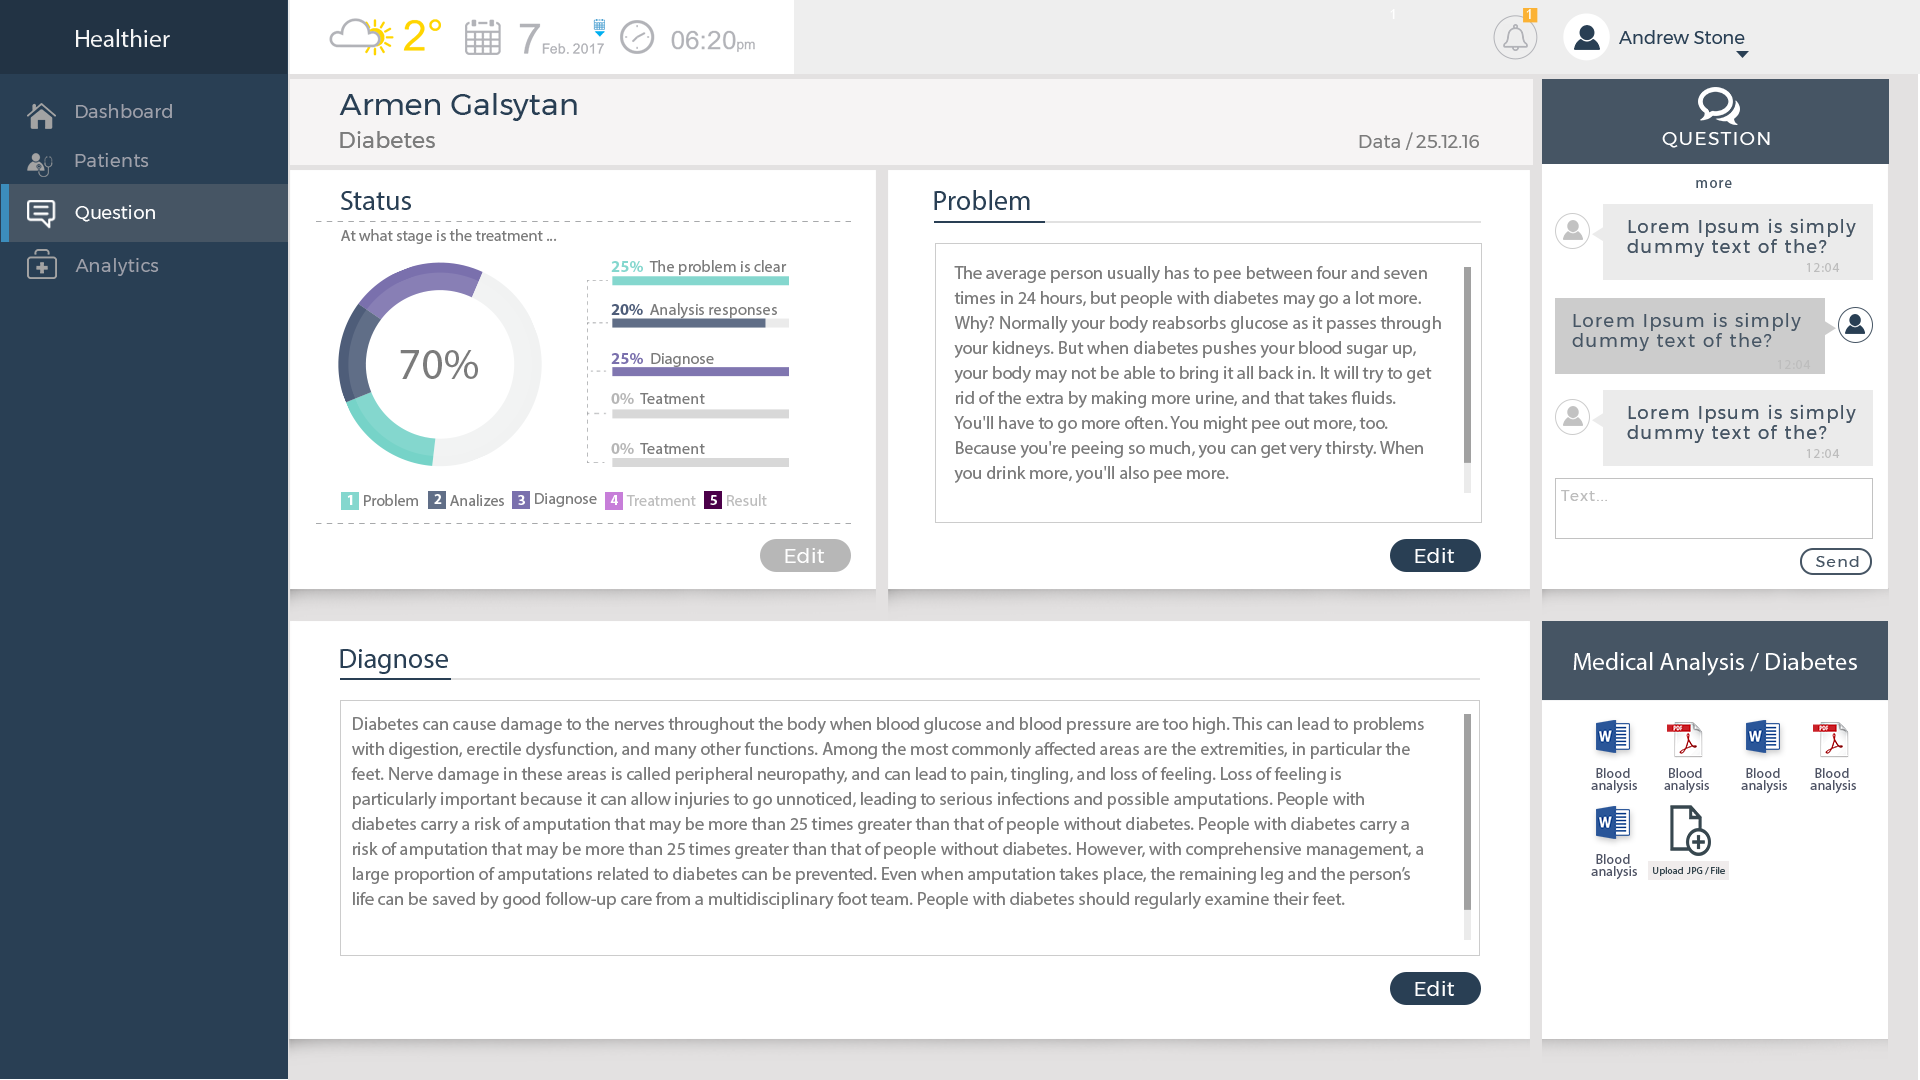 Healthier
Dashboard
Patients
Question
Analytics
2°
7 Feb. 2017
06:20pm
1
1
Andrew Stone
Armen Galsytan
Diabetes
Data / 25.12.16
Status
At what stage is the treatment ...
70%
25% The problem is clear
20% Analysis responses
25% Diagnose
0% Teatment
0% Teatment
1 Problem 2 Analizes 3 Diagnose 4 Treatment 5 Result
Edit
Problem
The average person usually has to pee between four and seven
times in 24 hours, but people with diabetes may go a lot more.
Why? Normally your body reabsorbs glucose as it passes through
your kidneys. But when diabetes pushes your blood sugar up,
your body may not be able to bring it all back in. It will try to get
rid of the extra by making more urine, and that takes fluids.
You'll have to go more often. You might pee out more, too.
Because you're peeing so much, you can get very thirsty. When
you drink more, you'll also pee more.
Edit
QUESTION
more
Lorem Ipsum is simply
dummy text of the?
12:04
Lorem Ipsum is simply
dummy text of the?
12:04
Lorem Ipsum is simply
dummy text of the?
12:04
Text...
Send
Diagnose
Diabetes can cause damage to the nerves throughout the body when blood glucose and blood pressure are too high. This can lead to problems
with digestion, erectile dysfunction, and many other functions. Among the most commonly affected areas are the extremities, in particular the
feet. Nerve damage in these areas is called peripheral neuropathy, and can lead to pain, tingling, and loss of feeling. Loss of feeling is
particularly important because it can allow injuries to go unnoticed, leading to serious infections and possible amputations. People with
diabetes carry a risk of amputation that may be more than 25 times greater than that of people without diabetes. People with diabetes carry a
risk of amputation that may be more than 25 times greater than that of people without diabetes. However, with comprehensive management, a
large proportion of amputations related to diabetes can be prevented. Even when amputation takes place, the remaining leg and the person's
life can be saved by good follow-up care from a multidisciplinary foot team. People with diabetes should regularly examine their feet.
Edit
Medical Analysis / Diabetes
W
Blood
analysis
PDF
Blood
analysis
W
Blood
analysis
PDF
Blood
analysis
W
Blood
analysis
Upload JPG / File